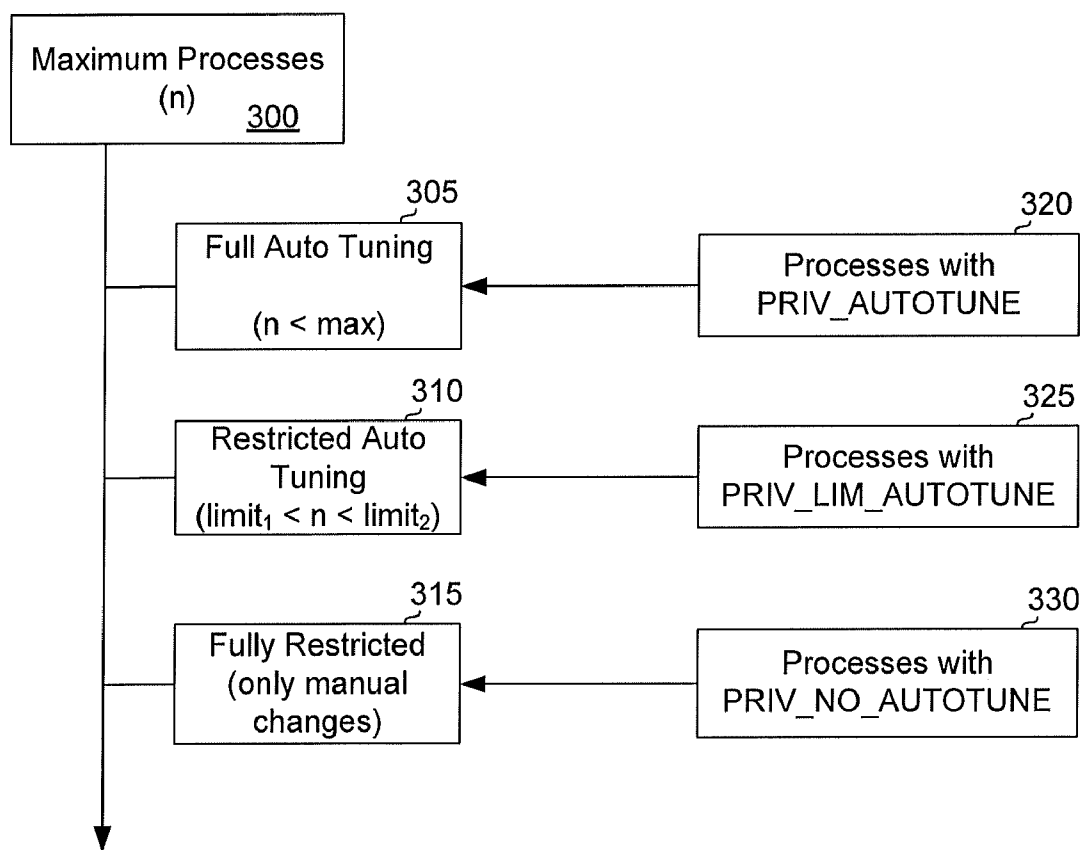 Maximum Processes
(n)
300
305
Full Auto Tuning
(n < max)
320
Processes with
PRIV_AUTOTUNE
310
Restricted Auto
Tuning
(limit₁ < n < limit₂)
325
Processes with
PRIV_LIM_AUTOTUNE
315
Fully Restricted
(only manual
changes)
330
Processes with
PRIV_NO_AUTOTUNE